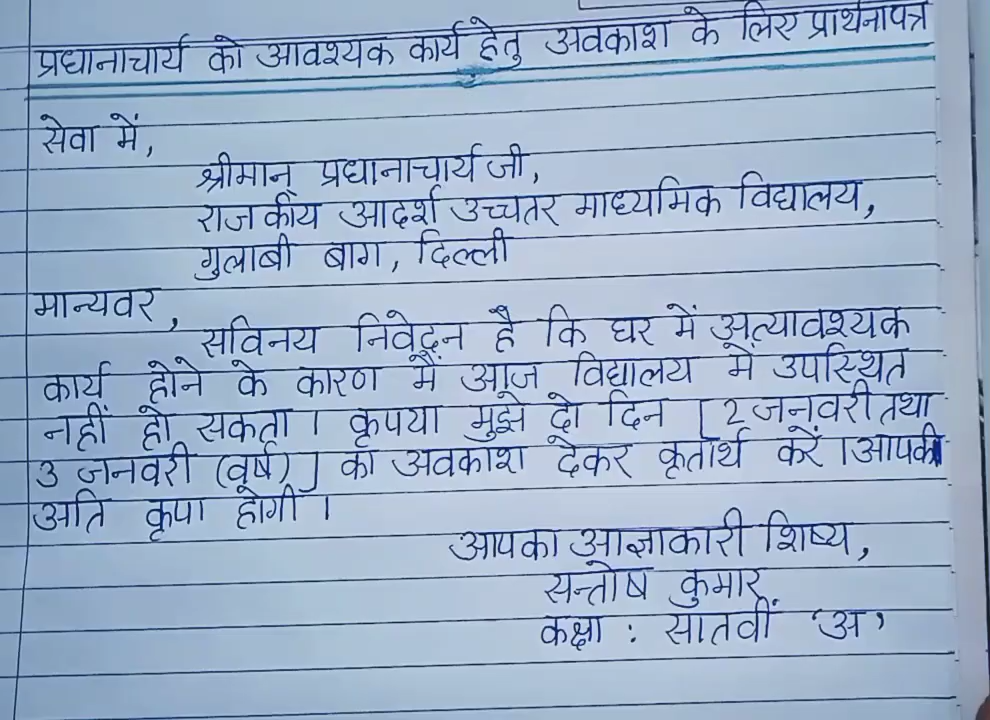 प्रधानाचार्य को आवश्यक कार्य हेतु अवकाश के लिए प्रार्थनापत्र
सेवा में,
श्रीमान् प्रधानाचार्य जी,
राजकीय आदर्श उच्चतर माध्यमिक विद्यालय,
गुलाबी बाग, दिल्ली
मान्यवर,
सविनय निवेदन है कि घर में अत्यावश्यक
कार्य होने के कारण मैं आज विद्यालय में उपस्थित
नहीं हो सकता। कृपया मुझे दो दिन [2 जनवरी तथा
3 जनवरी (वर्ष)] का अवकाश देकर कृतार्थ करें।आपकी
अति कृपा होगी।
आपका आज्ञाकारी शिष्य,
सन्तोष कुमार
कक्षा : सातवीं 'अ'